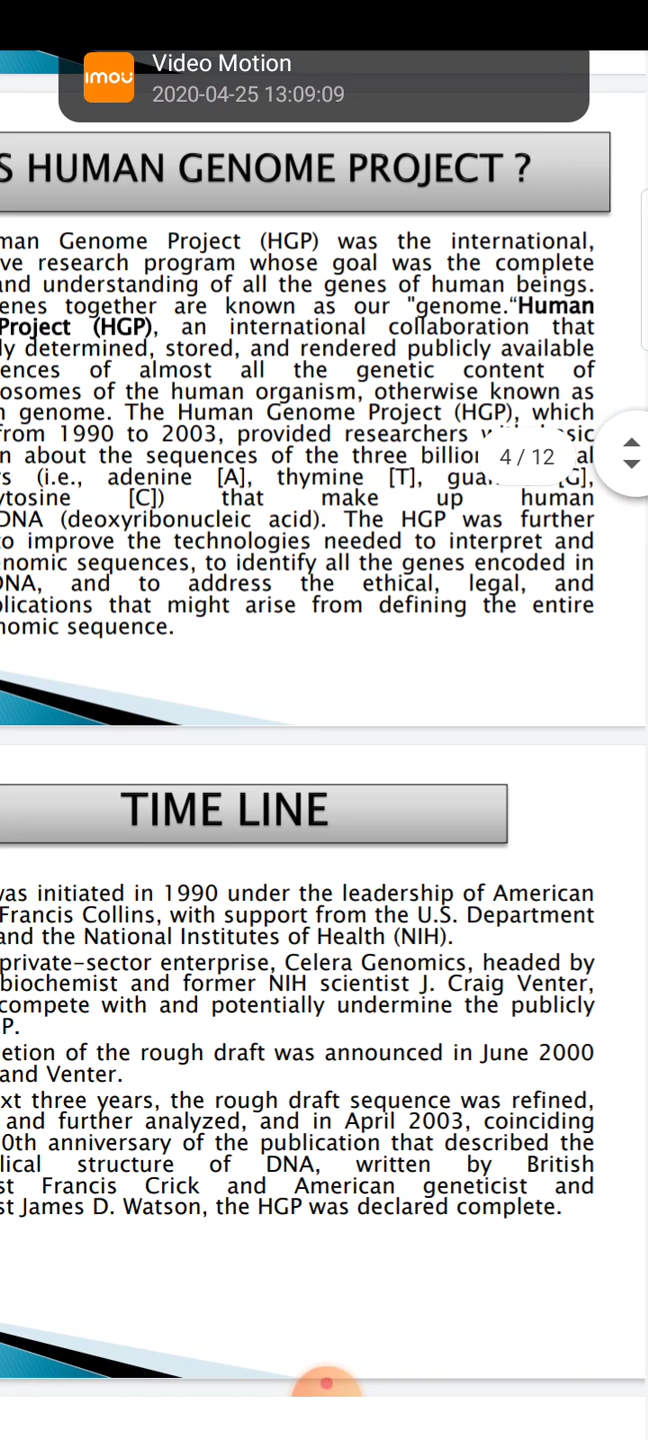 imou
Video Motion
2020-04-25 13:09:09
S HUMAN GENOME PROJECT ?
man Genome Project (HGP) was the international,
ve research program whose goal was the complete
and understanding of all the genes of human beings.
enes together are known as our "genome.“Human
Project (HGP), an international collaboration that
ly determined, stored, and rendered publicly available
ences of almost all the genetic content of
osomes of the human organism, otherwise known as
n genome. The Human Genome Project (HGP), which
from 1990 to 2003, provided researchers
n about the sequences of the three billion al
4 / 12
rs (i.e., adenine [A], thymine [T], [G],
ytosine [C]) that make up human
DNA (deoxyribonucleic acid). The HGP was further
to improve the technologies needed to interpret and
nomic sequences, to identify all the genes encoded in
DNA, and to address the ethical, legal, and
plications that might arise from defining the entire
nomic sequence.
TIME LINE
was initiated in 1990 under the leadership of American
Francis Collins, with support from the U.S. Department
and the National Institutes of Health (NIH).
private-sector enterprise, Celera Genomics, headed by
biochemist and former NIH scientist J. Craig Venter,
compete with and potentially undermine the publicly
P.
etion of the rough draft was announced in June 2000
and Venter.
xt three years, the rough draft sequence was refined,
and further analyzed, and in April 2003, coinciding
0th anniversary of the publication that described the
lical structure of DNA, written by British
st Francis Crick and American geneticist and
st James D. Watson, the HGP was declared complete.